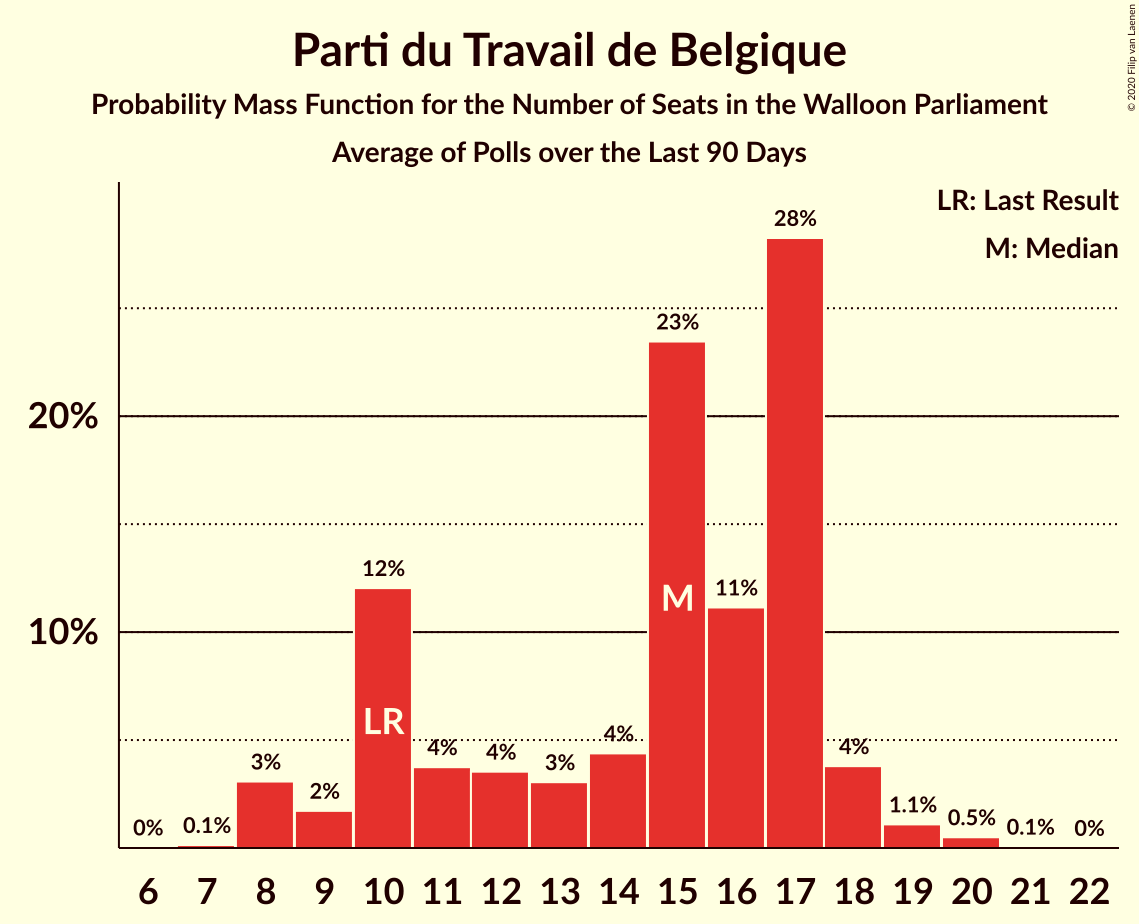 Parti du Travail de Belgique
Probability Mass Function for the Number of Seats in the Walloon Parliament
Average of Polls over the Last 90 Days
© 2020 Filip van Laenen
LR: Last Result
M: Median
20%
10%
0%
0.1%
3%
2%
12%
4%
4%
3%
4%
23%
11%
28%
4%
1.1%
0.5%
0.1%
0%
LR
M
6 7 8 9 10 11 12 13 14 15 16 17 18 19 20 21 22